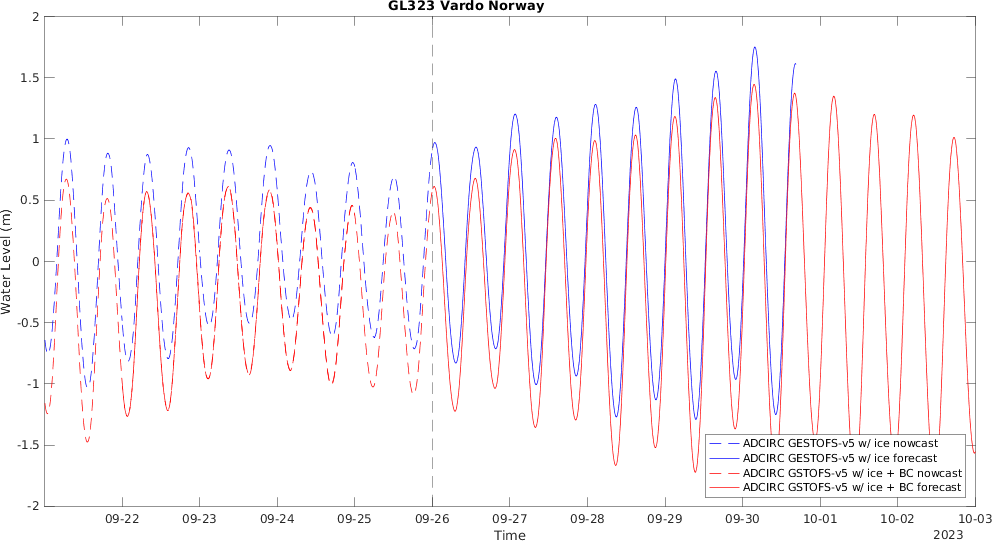 GL323 Vardo Norway
2
1.5
1
0.5
0
-0.5
-1
-1.5
-2
Water Level (m)
ADCIRC GESTOFS-v5 w/ ice nowcast
ADCIRC GESTOFS-v5 w/ ice forecast
ADCIRC GSTOFS-v5 w/ ice + BC nowcast
ADCIRC GSTOFS-v5 w/ ice + BC forecast
09-22 09-23 09-24 09-25 09-26 09-27 09-28 09-29 09-30 10-01 10-02 10-03
Time
2023